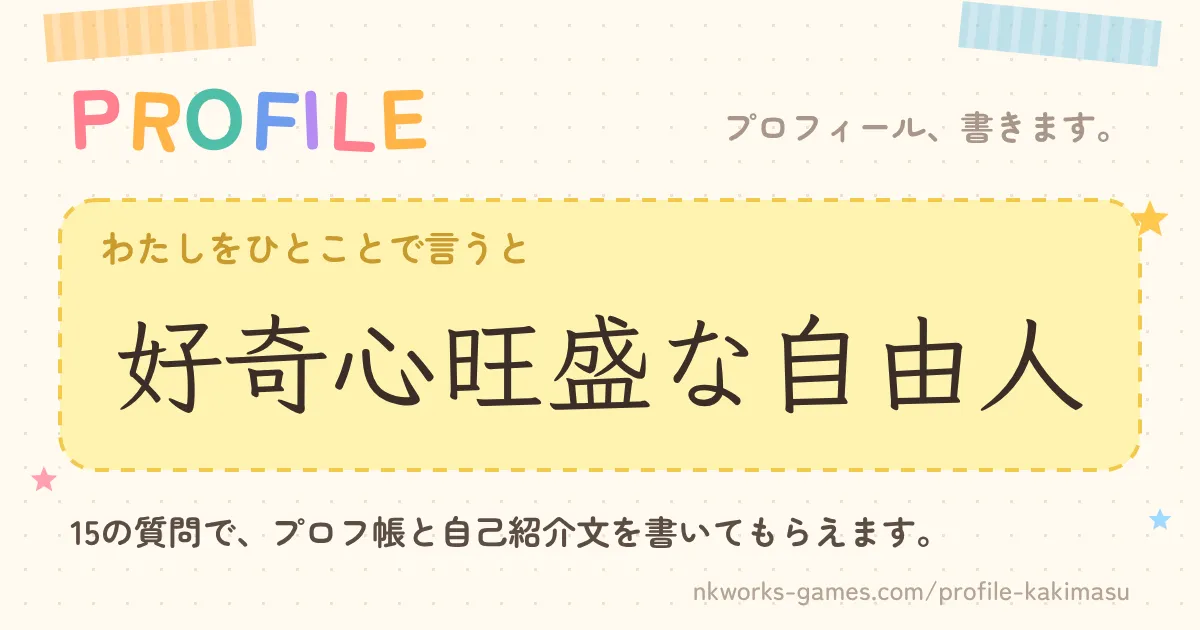 PROFILE
プロフィール、書きます。
わたしをひとことで言うと
好奇心旺盛な自由人
15の質問で、プロフ帳と自己紹介文を書いてもらえます。
nkworks-games.com/profile-kakimasu